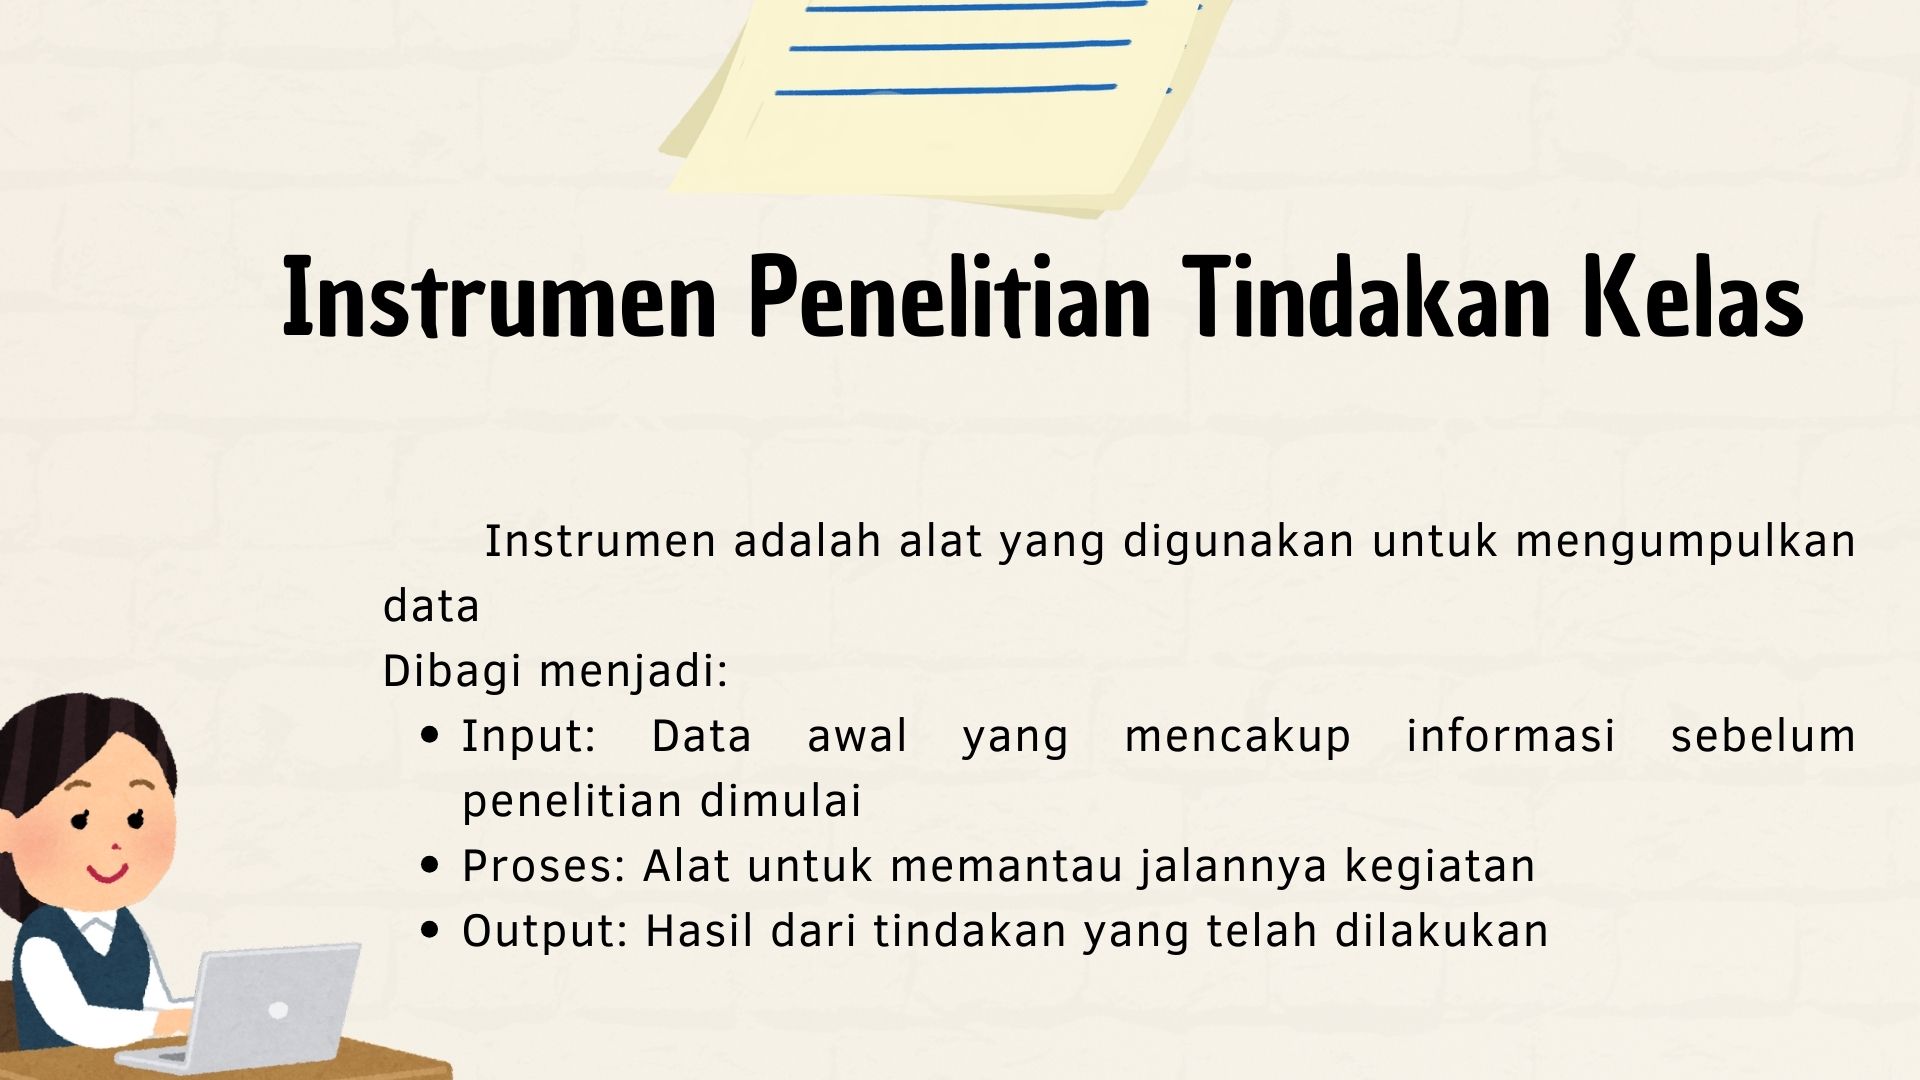 Instrumen Penelitian Tindakan Kelas
Instrumen adalah alat yang digunakan untuk mengumpulkan
data
Dibagi menjadi:
• Input: Data awal yang mencakup informasi sebelum
penelitian dimulai
• Proses: Alat untuk memantau jalannya kegiatan
• Output: Hasil dari tindakan yang telah dilakukan